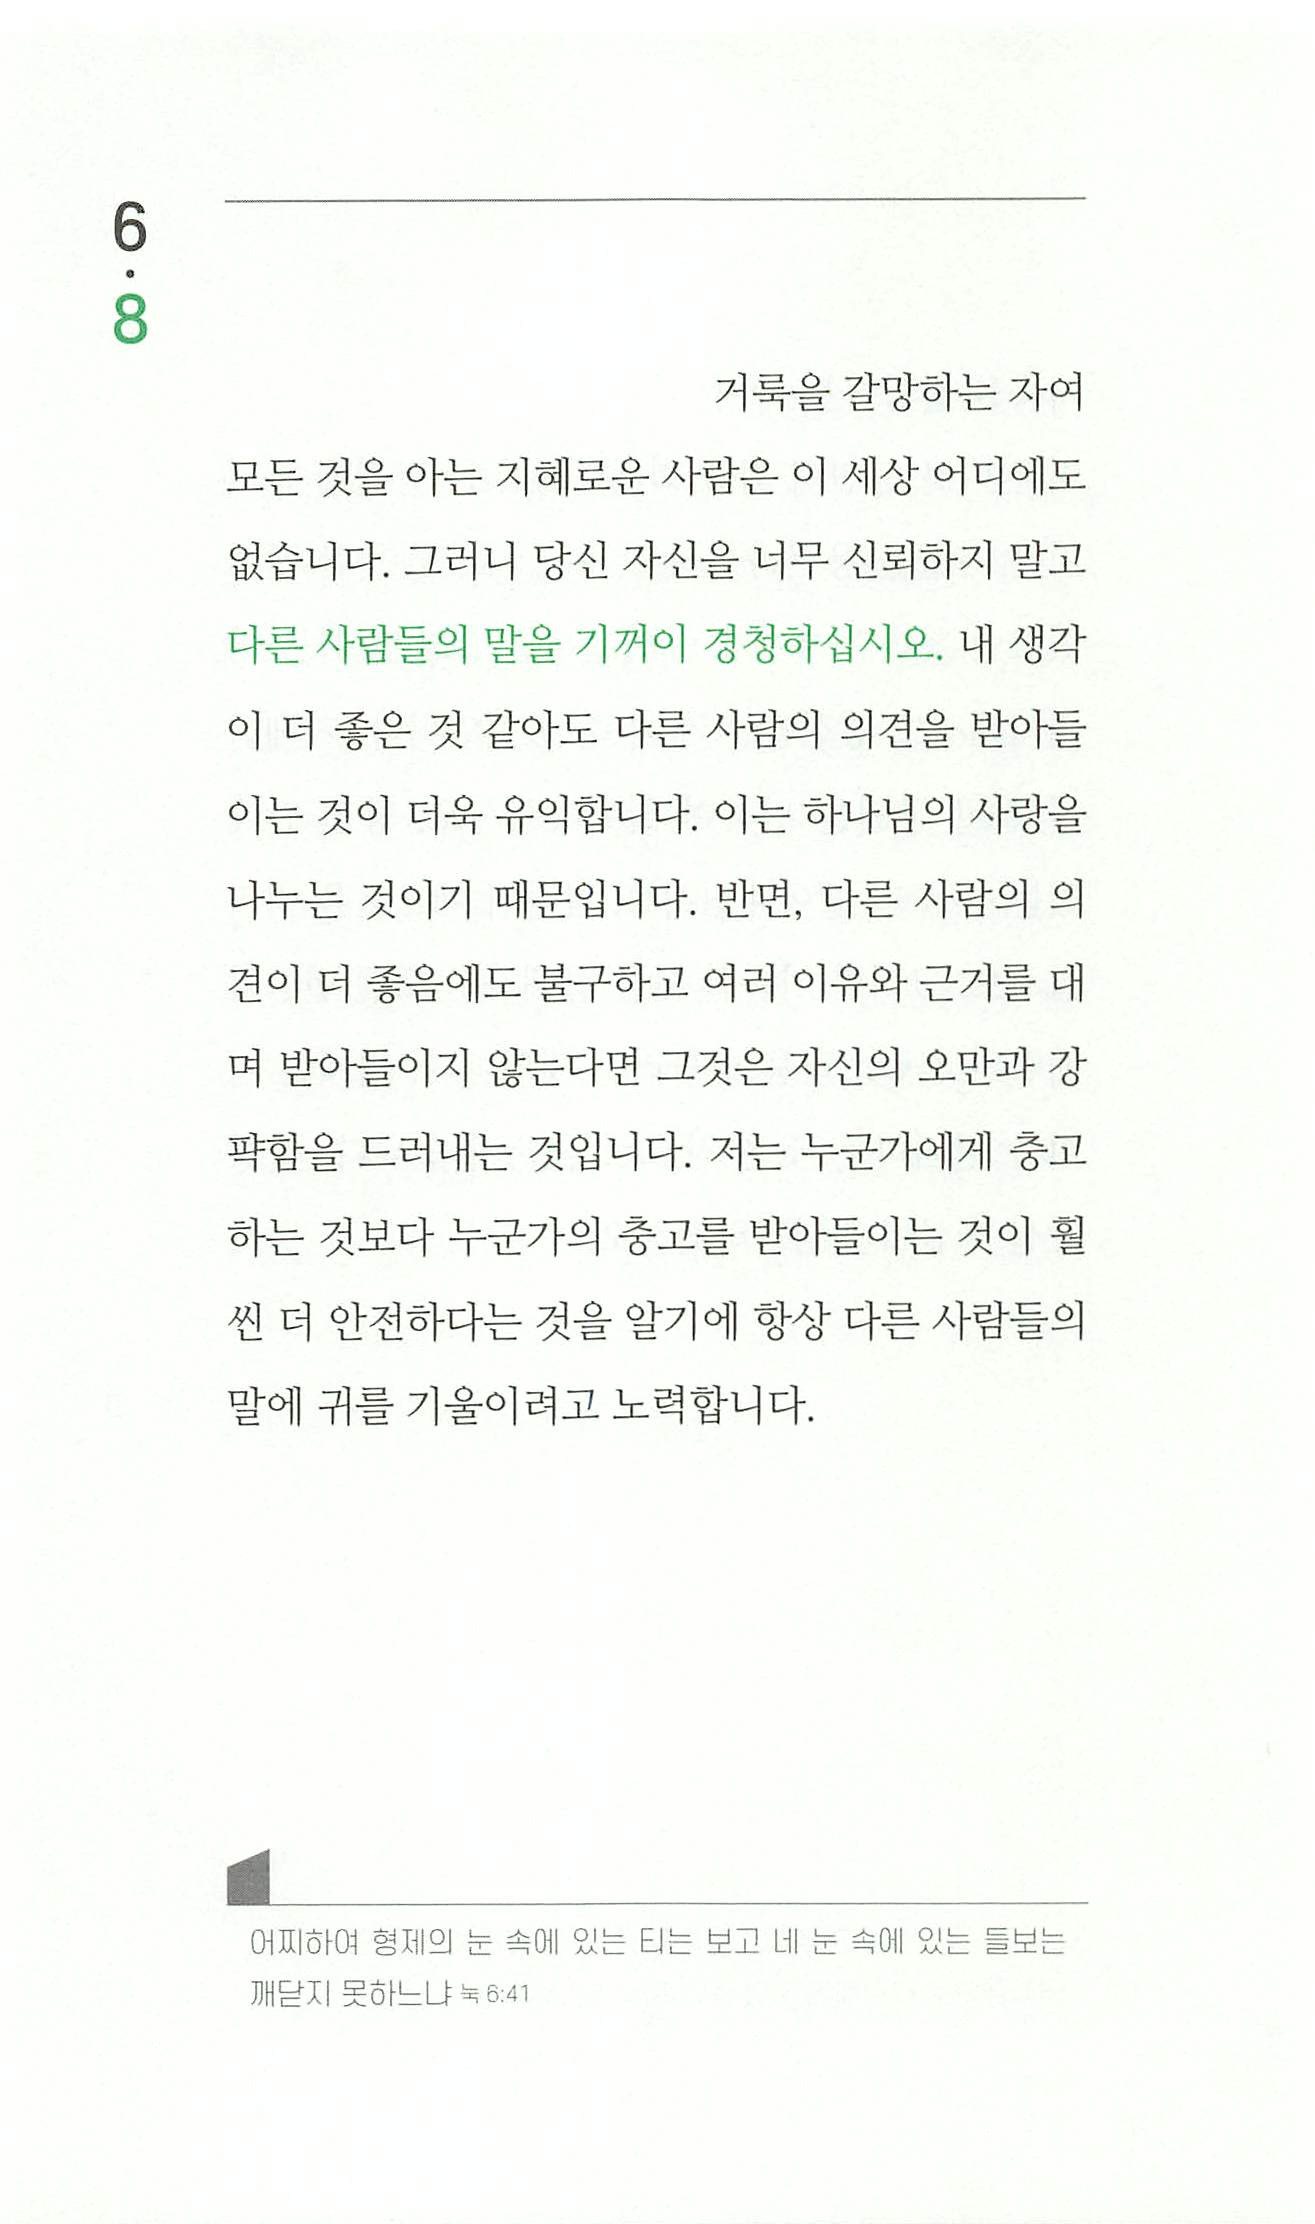 6
·
8
거룩을 갈망하는 자여
모든 것을 아는 지혜로운 사람은 이 세상 어디에도
없습니다. 그러니 당신 자신을 너무 신뢰하지 말고
다른 사람들의 말을 기꺼이 경청하십시오. 내 생각
이 더 좋은 것 같아도 다른 사람의 의견을 받아들
이는 것이 더욱 유익합니다. 이는 하나님의 사랑을
나누는 것이기 때문입니다. 반면, 다른 사람의 의
견이 더 좋음에도 불구하고 여러 이유와 근거를 대
며 받아들이지 않는다면 그것은 자신의 오만과 강
퍅함을 드러내는 것입니다. 저는 누군가에게 충고
하는 것보다 누군가의 충고를 받아들이는 것이 훨
씬 더 안전하다는 것을 알기에 항상 다른 사람들의
말에 귀를 기울이려고 노력합니다.
어찌하여 형제의 눈 속에 있는 티는 보고 네 눈 속에 있는 들보는
깨닫지 못하느냐 눅 6:41